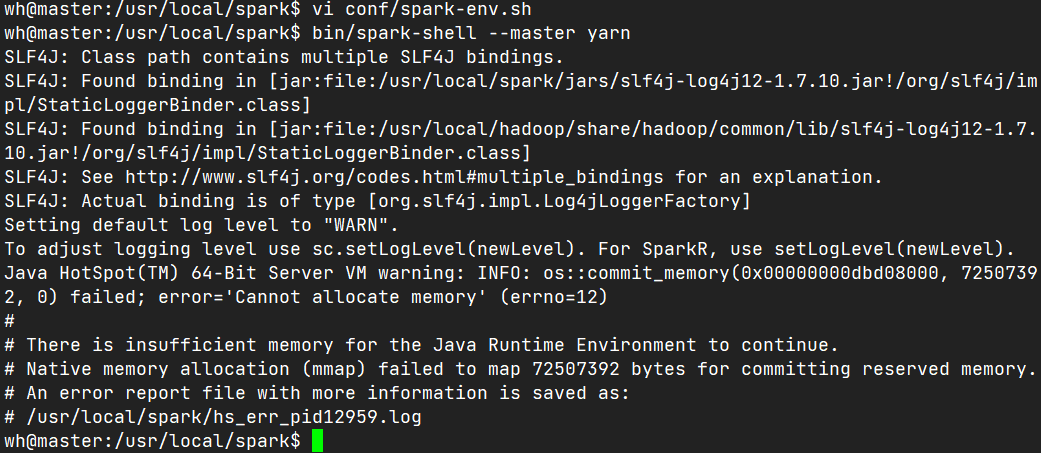 wh@master:/usr/local/spark$ vi conf/spark-env.sh
wh@master:/usr/local/spark$ bin/spark-shell --master yarn
SLF4J: Class path contains multiple SLF4J bindings.
SLF4J: Found binding in [jar:file:/usr/local/spark/jars/slf4j-log4j12-1.7.10.jar!/org/slf4j/im
pl/StaticLoggerBinder.class]
SLF4J: Found binding in [jar:file:/usr/local/hadoop/share/hadoop/common/lib/slf4j-log4j12-1.7.
10.jar!/org/slf4j/impl/StaticLoggerBinder.class]
SLF4J: See http://www.slf4j.org/codes.html#multiple_bindings for an explanation.
SLF4J: Actual binding is of type [org.slf4j.impl.Log4jLoggerFactory]
Setting default log level to "WARN".
To adjust logging level use sc.setLogLevel(newLevel). For SparkR, use setLogLevel(newLevel).
Java HotSpot(TM) 64-Bit Server VM warning: INFO: os::commit_memory(0x00000000dbd08000, 7250739
2, 0) failed; error='Cannot allocate memory' (errno=12)
#
# There is insufficient memory for the Java Runtime Environment to continue.
# Native memory allocation (mmap) failed to map 72507392 bytes for committing reserved memory.
# An error report file with more information is saved as:
# /usr/local/spark/hs_err_pid12959.log
wh@master:/usr/local/spark$